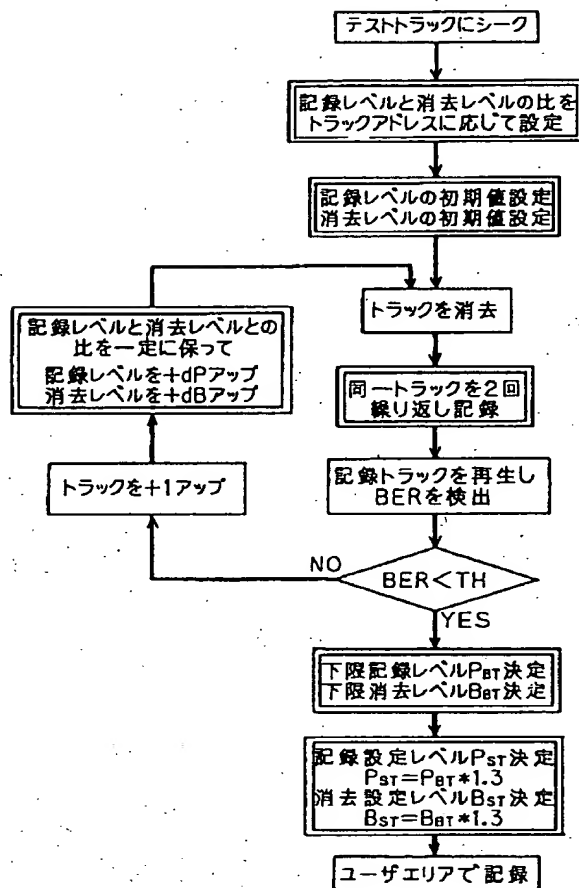 テストトラックにシーク
記録レベルと消去レベルの比を
トラックアドレスに応じて設定
記録レベルの初期値設定
消去レベルの初期値設定
トラックを消去
記録レベルと消去レベルとの
比を一定に保って
記録レベルを+dPアップ
消去レベルを+dBアップ
同一トラックを2回
繰り返し記録
トラックを+1アップ
記録トラックを再生し
BERを検出
NO
BER<TH
YES
下限記録レベルPBT決定
下限消去レベルBBT決定
記録設定レベルPST決定
PST=PBT*1.3
消去設定レベルBST決定
BST=BBT*1.3
ユーザエリアで記録